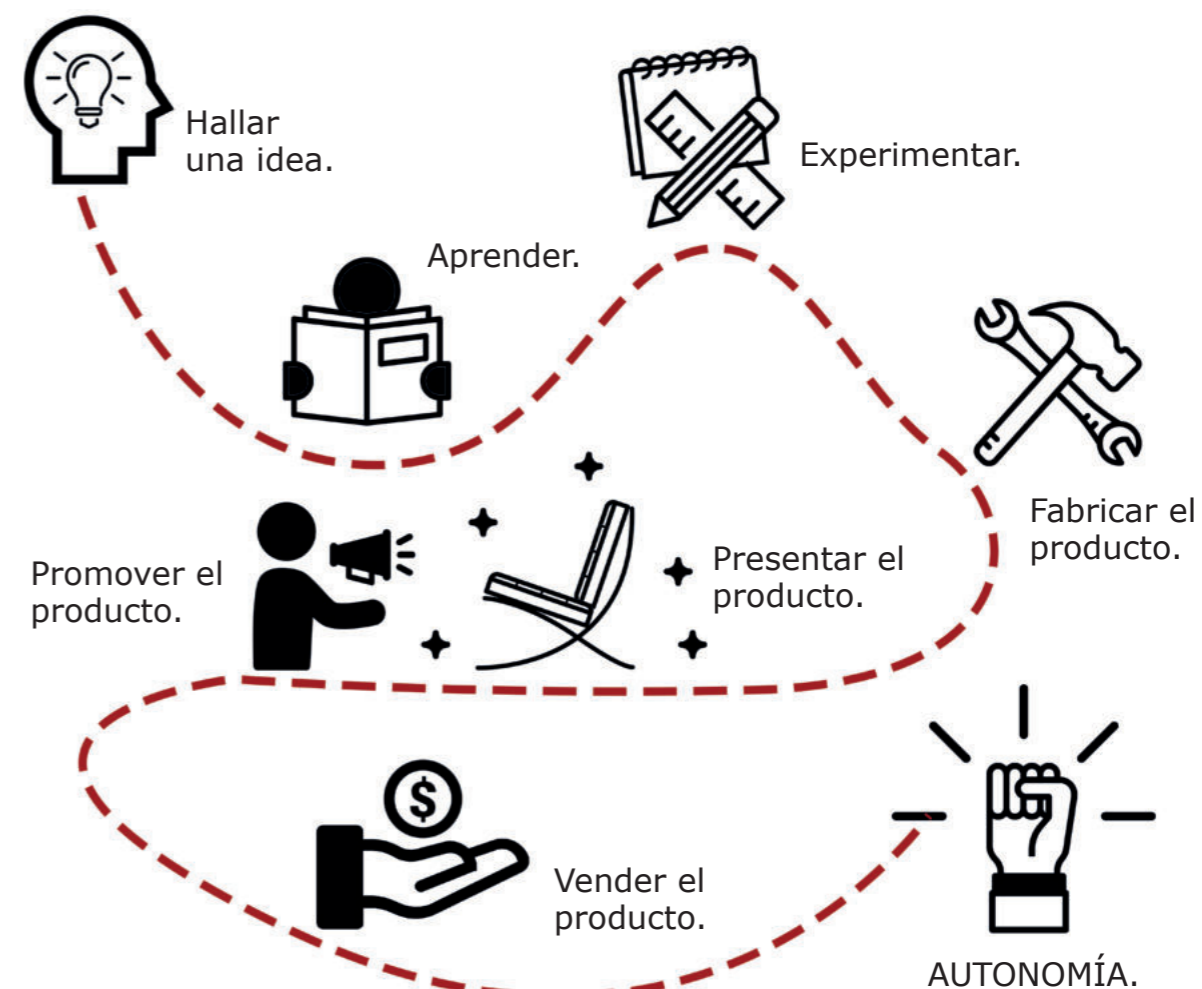 Hallar
una idea.
Aprender.
Experimentar.
Fabricar el
producto.
Presentar el
producto.
Promover el
producto.
$
Vender el
producto.
AUTONOMÍA.